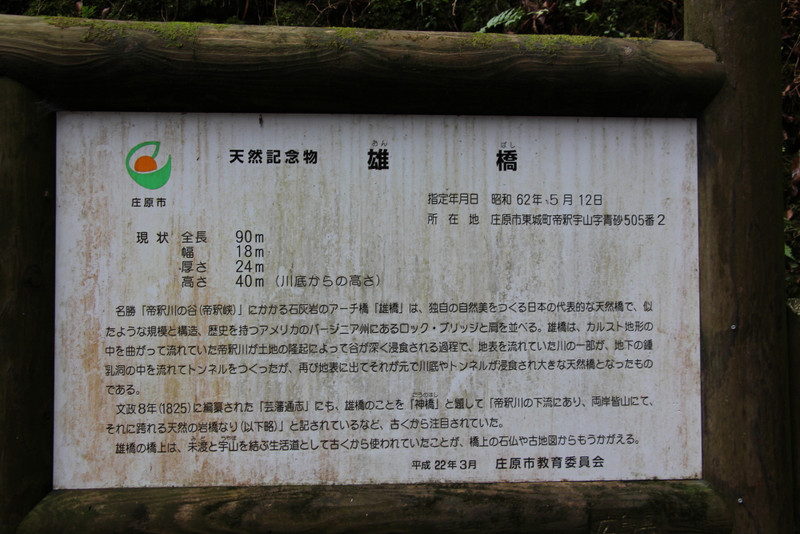 庄原市
天然記念物 雄橋
おん ばし
指定年月日 昭和 62年 5月 12日
所在地 庄原市東城町帝釈宇山字青砂505番2
現状 全長 90m
幅 18m
厚さ 24m
高さ 40m (川底からの高さ)
名勝「帝釈川の谷(帝釈峡)」にかかる石灰岩のアーチ橋「雄橋」は、独自の自然美をつくる日本の代表的な天然橋で、似
たような規模と構造、歴史を持つアメリカのバージニア州にあるロック・ブリッジと肩を並べる。雄橋は、カルスト地形の
中を曲がって流れていた帝釈川が土地の隆起によって谷が深く浸食される過程で、地表を流れていた川の一部が、地下の鍾
乳洞の中を流れてトンネルをつくったが、再び地表に出てそれが元で川底やトンネルが浸食され大きな天然橋となったもの
である。
文政8年(1825)に編纂された「芸藩通志」にも、雄橋のことを「神橋」と題して「帝釈川の下流にあり、両岸皆山にて、
それに跨れる天然の岩橋なり(以下略)」と記されているなど、古くから注目されていた。
雄橋の橋上は、未渡と宇山を結ぶ生活道として古くから使われていたことが、橋上の石仏や古地図からもうかがえる。
平成 22年 3月 庄原市教育委員会